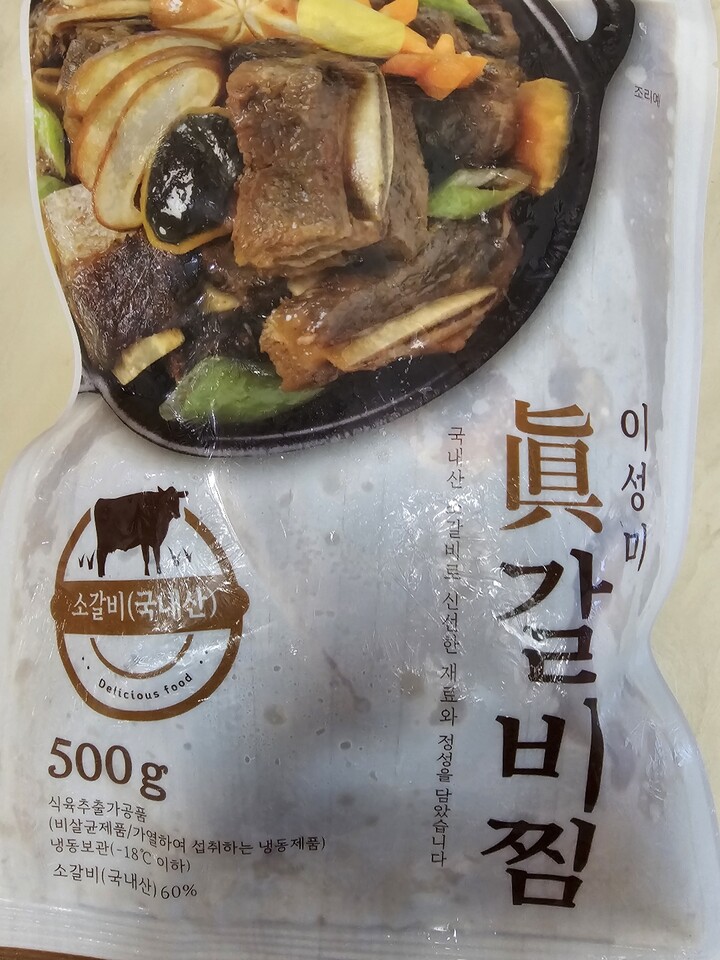 조리예
이성미
眞갈비찜
국내산 소갈비로 신선한 재료와 정성을 담았습니다
소갈비(국내산)
Delicious food
500g
식육추출가공품
(비살균제품/가열하여 섭취하는 냉동제품)
냉동보관(-18℃ 이하)
소갈비(국내산) 60%